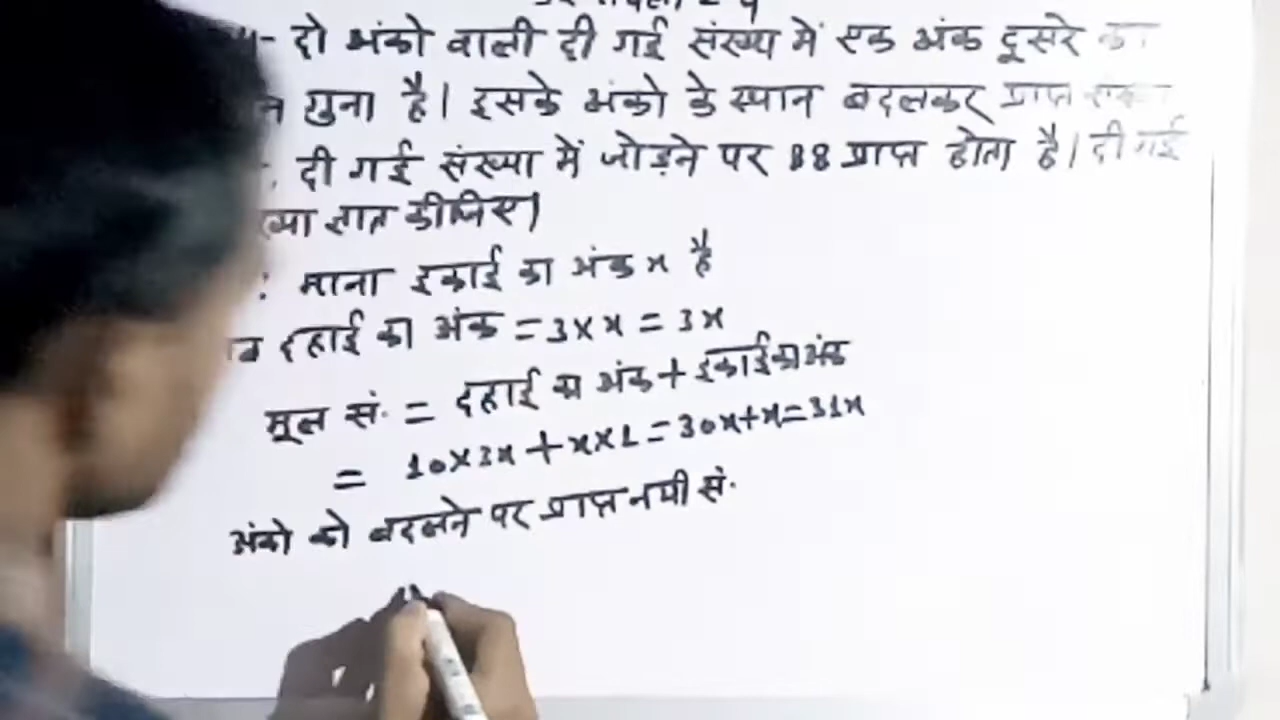 दो अंको वाली दी गई संख्या में एक अंक दूसरे का
गुना है। इसके अंको के स्थान बदलकर प्राप्त संख्या
दी गई संख्या में जोड़ने पर 88 प्राप्त होता है। दी गई
ज्ञात कीजिए।
माना इकाई का अंक x है
दहाई का अंक = 3×x = 3x
मूल सं. = दहाई का अंक + इकाई का अंक
= 10×3x + x×1 = 30x+x=31x
अंको को बदलने पर प्राप्त नयी सं.